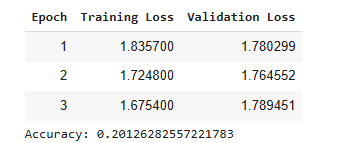 Epoch Training Loss Validation Loss
1 1.835700 1.780299
2 1.724800 1.764552
3 1.675400 1.789451
Accuracy: 0.20126282557221783